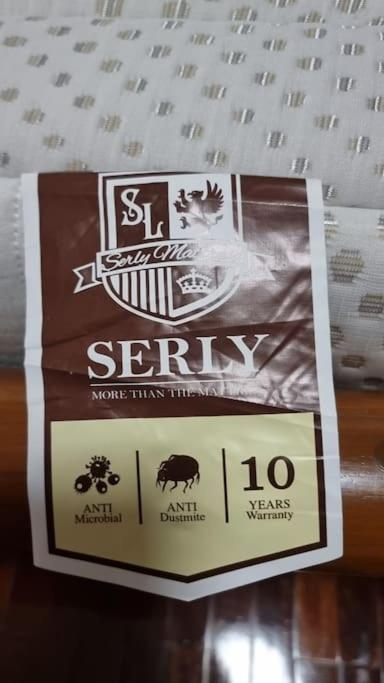 SL
Serly
SERLY
MORE THAN THE
ANTI
Microbial
ANTI
Dustmite
10
YEARS
Warranty